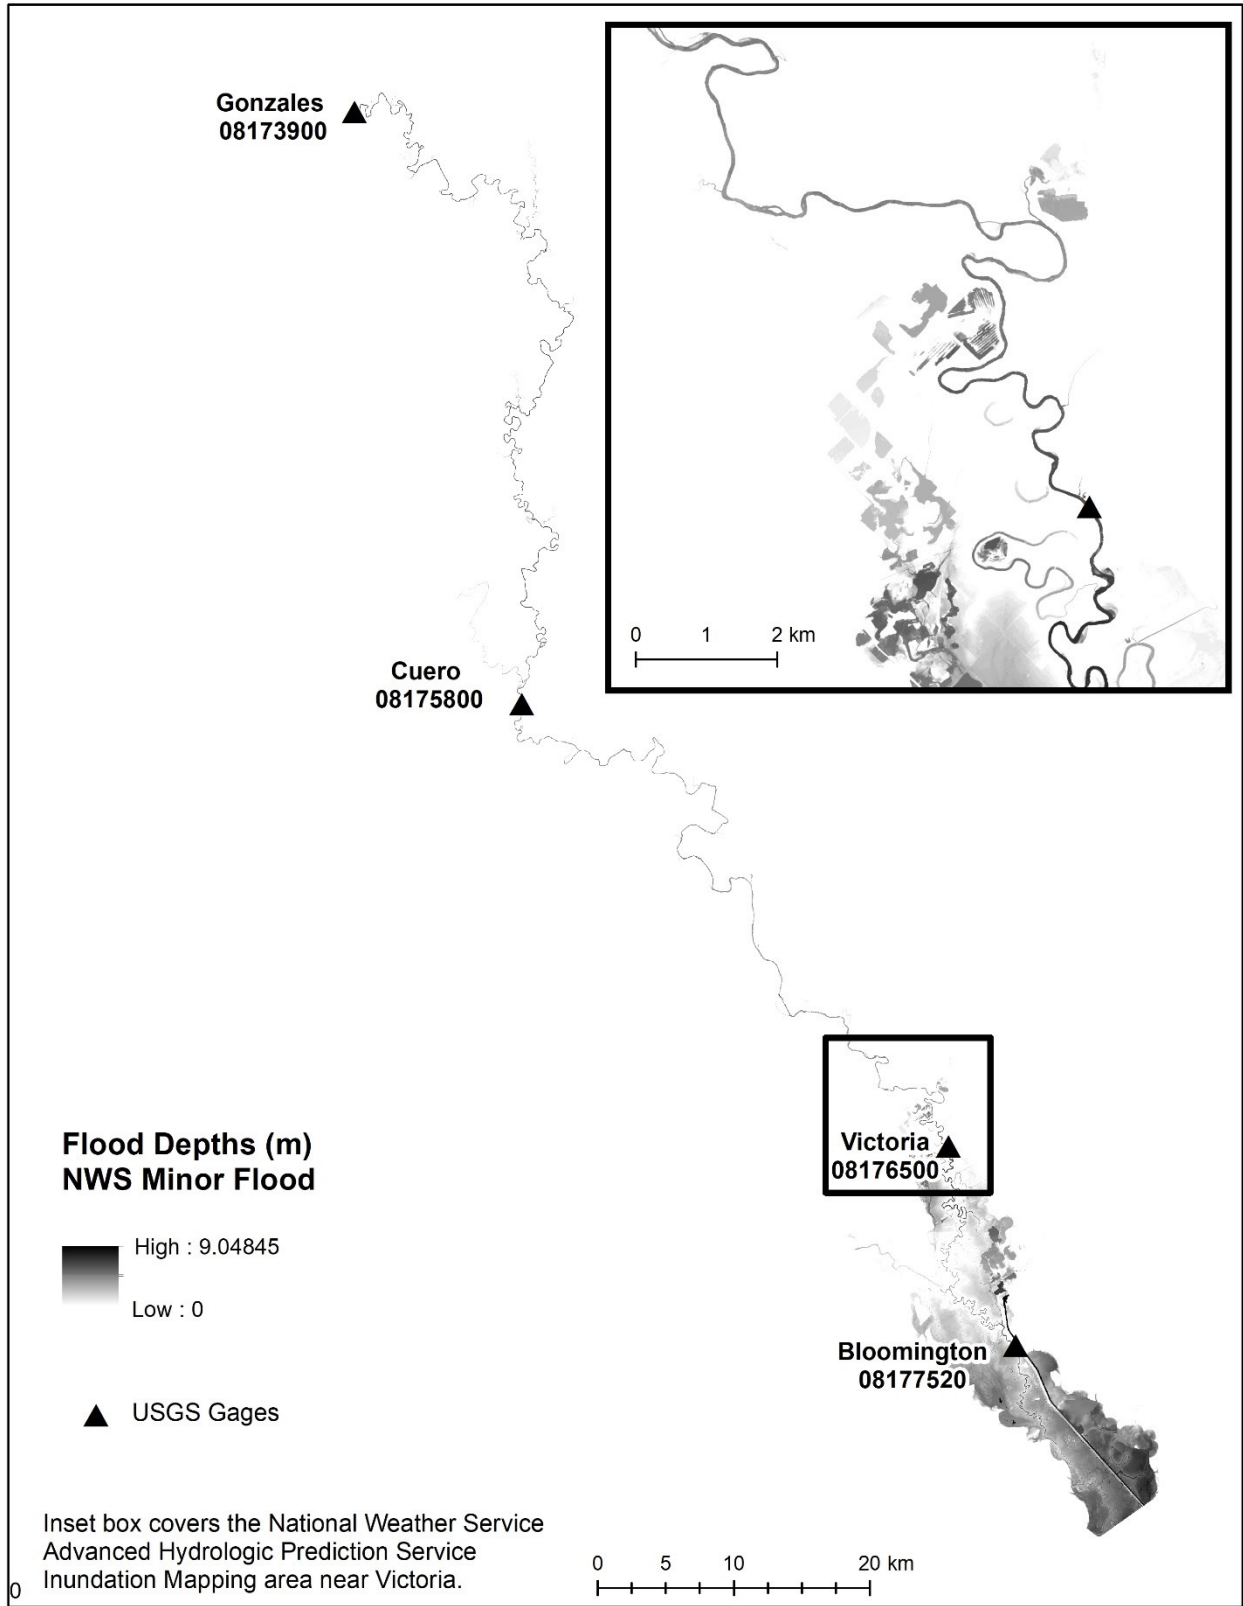 Gonzales
08173900
0 1 2 km
Cuero
08175800
Victoria
08176500
Flood Depths (m)
NWS Minor Flood
High : 9.04845
Low : 0
Bloomington
08177520
USGS Gages
Inset box covers the National Weather Service
Advanced Hydrologic Prediction Service
Inundation Mapping area near Victoria.
0 5 10 20 km
0